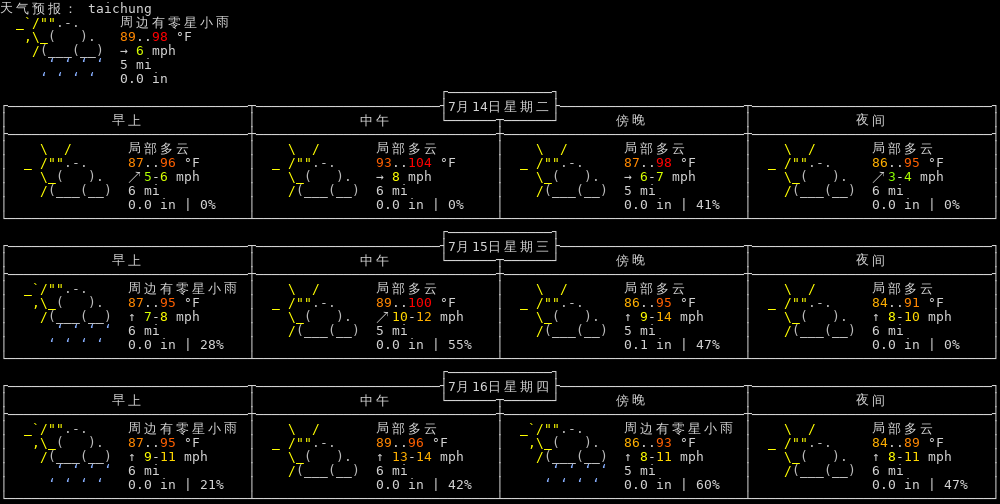 天气预报： taichung
周边有零星小雨
89..98 °F
→ 6 mph
5 mi
0.0 in
7月14日星期二
早上 中午 傍晚 夜间
局部多云 局部多云 局部多云 局部多云
87..96 °F 93..104 °F 87..98 °F 86..95 °F
↗ 5-6 mph → 8 mph → 6-7 mph ↗ 3-4 mph
6 mi 6 mi 5 mi 6 mi
0.0 in | 0% 0.0 in | 0% 0.0 in | 41% 0.0 in | 0%
7月15日星期三
早上 中午 傍晚 夜间
周边有零星小雨 局部多云 局部多云 局部多云
87..95 °F 89..100 °F 86..95 °F 84..91 °F
↑ 7-8 mph ↗ 10-12 mph ↑ 9-14 mph ↑ 8-10 mph
6 mi 5 mi 5 mi 6 mi
0.0 in | 28% 0.0 in | 55% 0.1 in | 47% 0.0 in | 0%
7月16日星期四
早上 中午 傍晚 夜间
周边有零星小雨 局部多云 周边有零星小雨 局部多云
87..95 °F 89..96 °F 86..93 °F 84..89 °F
↑ 9-11 mph ↑ 13-14 mph ↑ 8-11 mph ↑ 8-11 mph
6 mi 6 mi 5 mi 6 mi
0.0 in | 21% 0.0 in | 42% 0.0 in | 60% 0.0 in | 47%